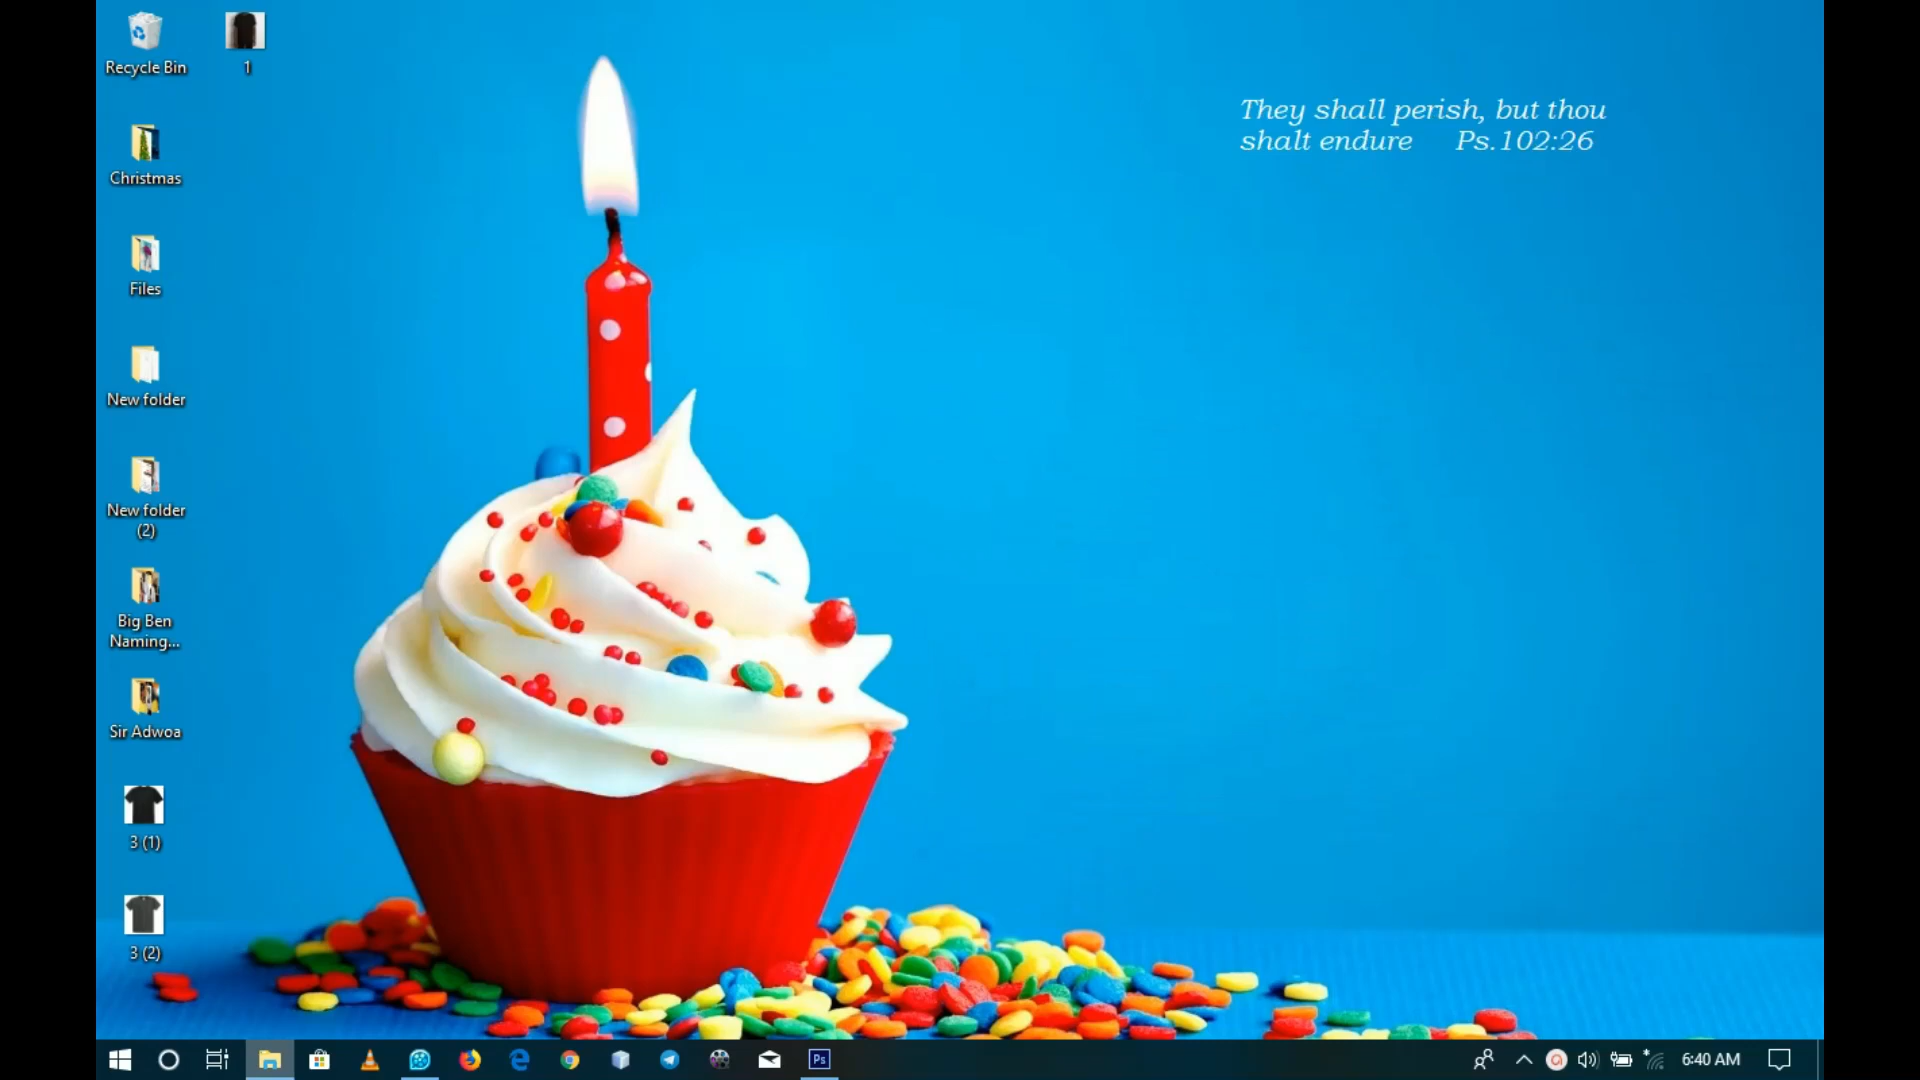 Recycle Bin
1
Christmas
Files
New folder
New folder
(2)
Big Ben
Naming...
Sir Adwoa
3 (1)
3 (2)
They shall perish, but thou
shalt endure Ps.102:26
Ps
6:40 AM